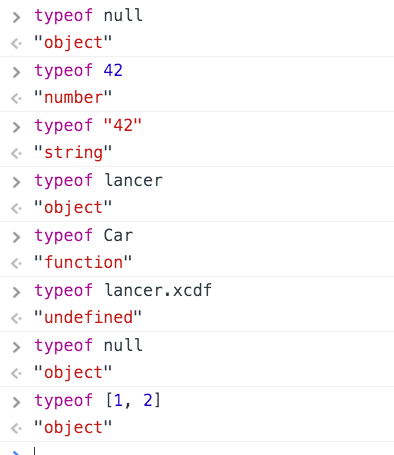 typeof null
"object"
typeof 42
"number"
typeof "42"
"string"
typeof lancer
"object"
typeof Car
"function"
typeof lancer.xcdf
"undefined"
typeof null
"object"
typeof [1, 2]
"object"